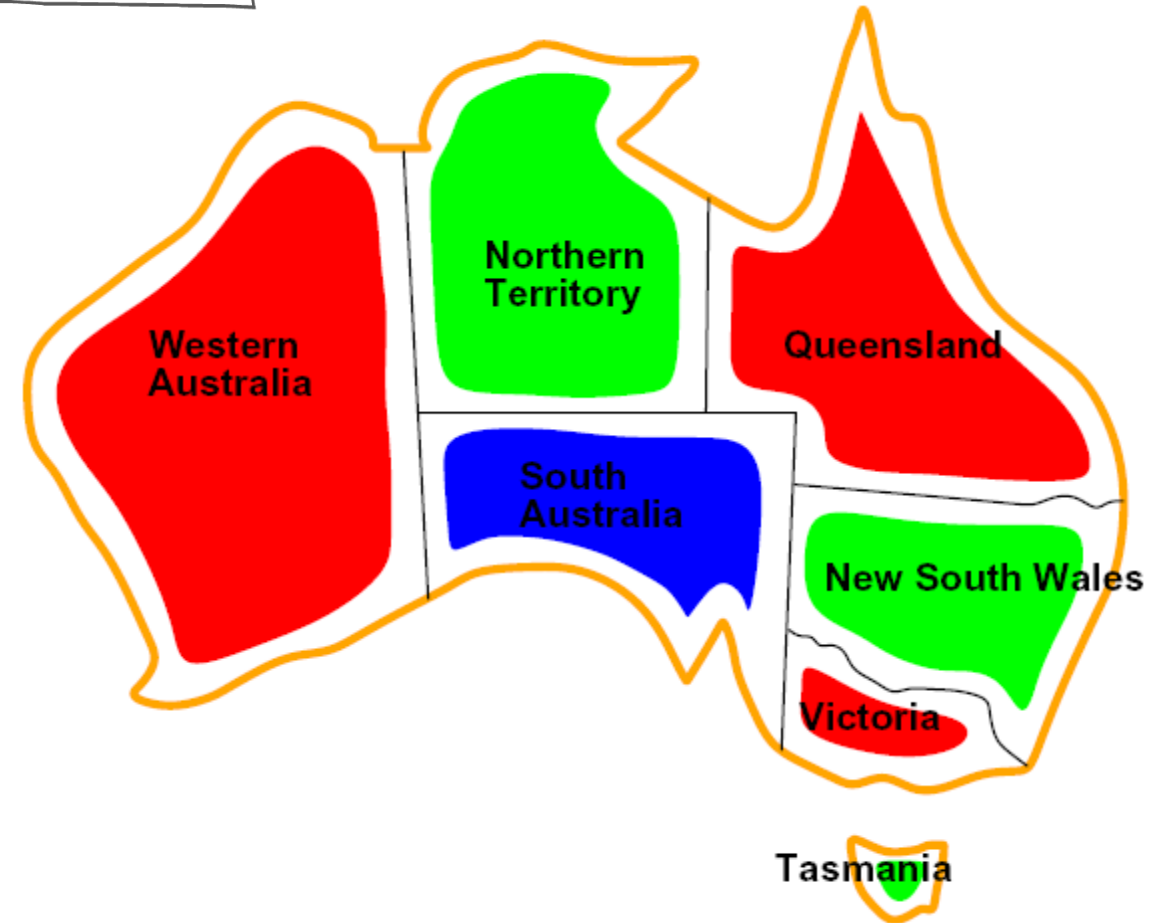 Northern
Territory
Western
Australia
Queensland
South
Australia
New South Wales
Victoria
Tasmania